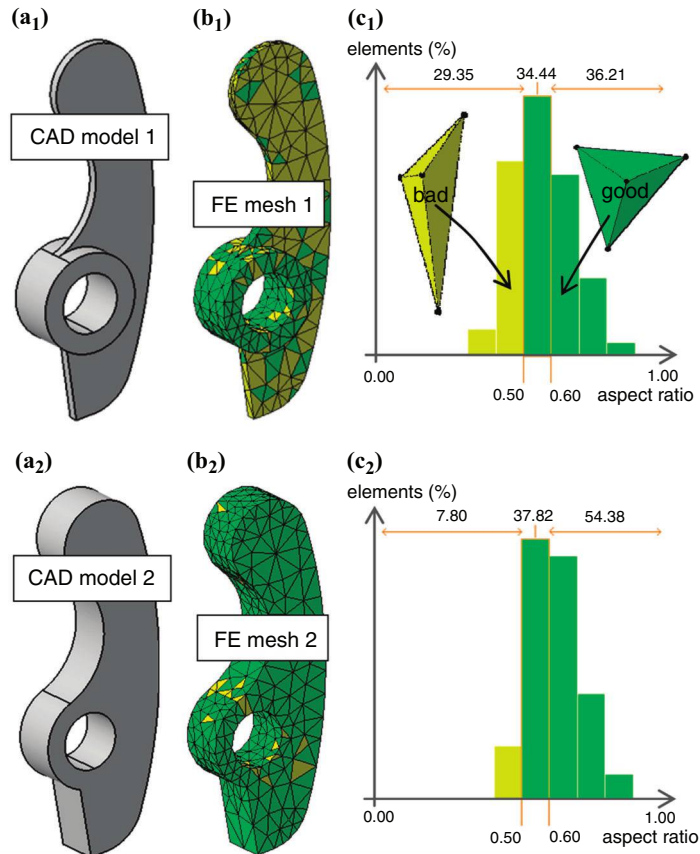 (a1)
(b1)
(c1)
elements (%)
29.35
34.44
36.21
CAD model 1
FE mesh 1
bad
good
0.00
0.50
0.60
1.00
aspect ratio
(a2)
(b2)
(c2)
elements (%)
7.80
37.82
54.38
CAD model 2
FE mesh 2
0.00
0.50
0.60
1.00
aspect ratio